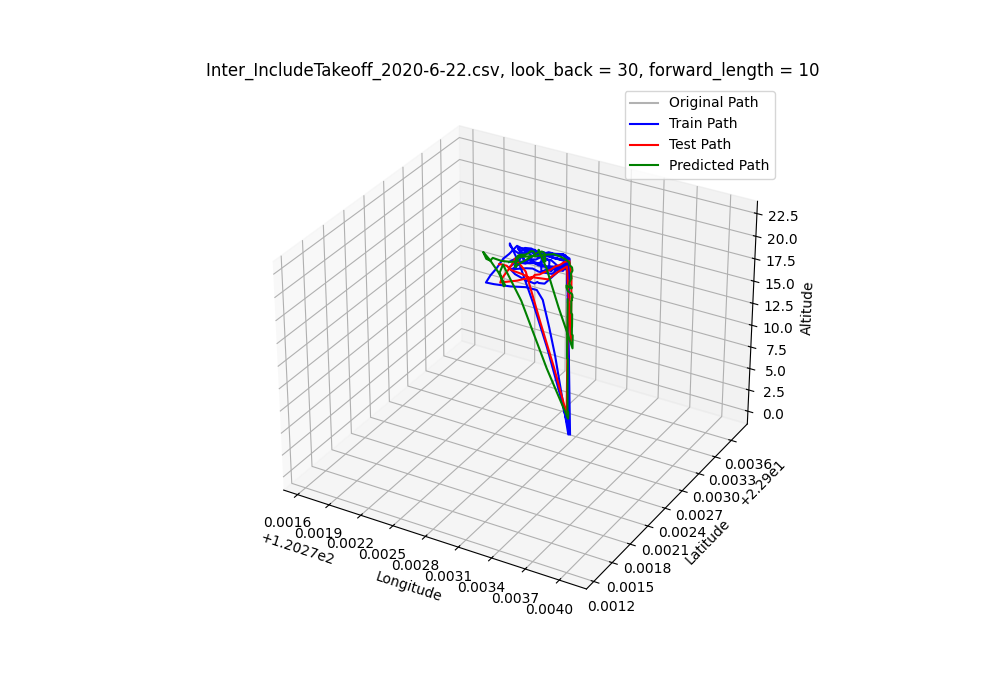 Inter_IncludeTakeoff_2020-6-22.csv, look_back = 30, forward_length = 10
Original Path
Train Path
Test Path
Predicted Path
22.5
20.0
17.5
15.0
12.5
10.0
7.5
5.0
2.5
0.0
Altitude
0.0036
0.0033
0.0030
0.0027
0.0024
0.0021
0.0018
0.0015
0.0012
+2.29e1
Latitude
0.0016
0.0019
0.0022
0.0025
0.0028
0.0031
0.0034
0.0037
0.0040
+1.2027e2
Longitude